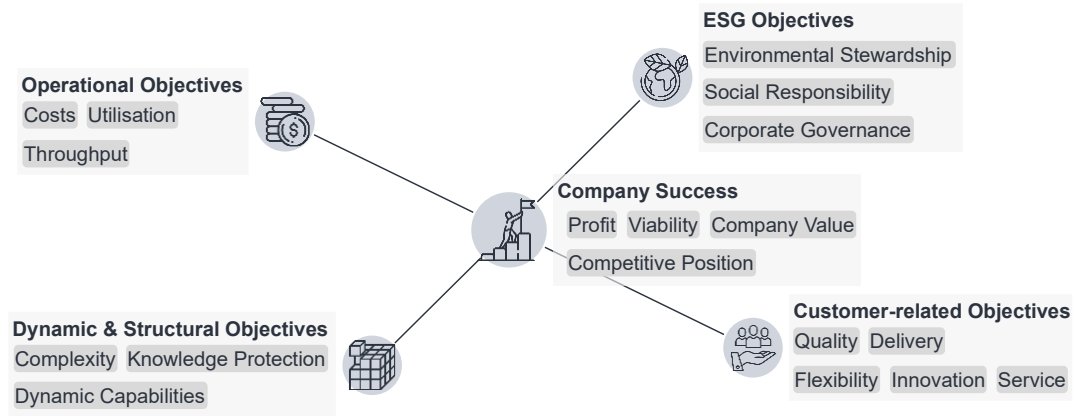 ESG Objectives
Environmental Stewardship
Social Responsibility
Corporate Governance
Operational Objectives
Costs Utilisation
Throughput
Company Success
Profit Viability Company Value
Competitive Position
Dynamic & Structural Objectives
Complexity Knowledge Protection
Dynamic Capabilities
Customer-related Objectives
Quality Delivery
Flexibility Innovation Service